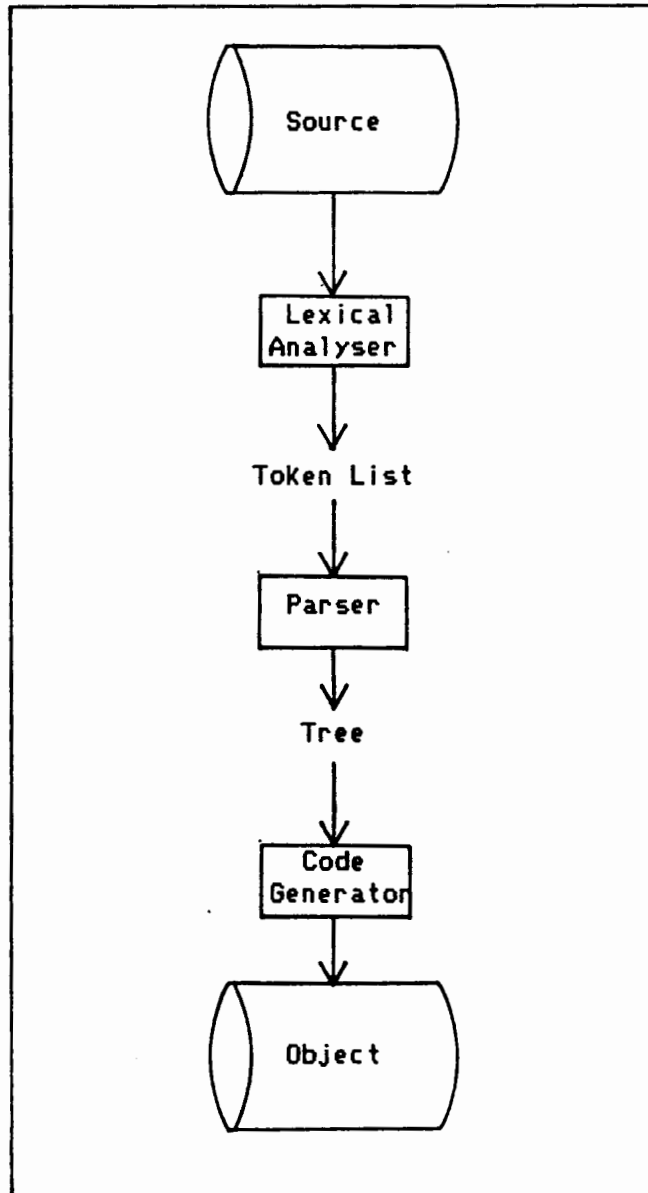 Source
Lexical
Analyser
Token List
Parser
Tree
Code
Generator
Object